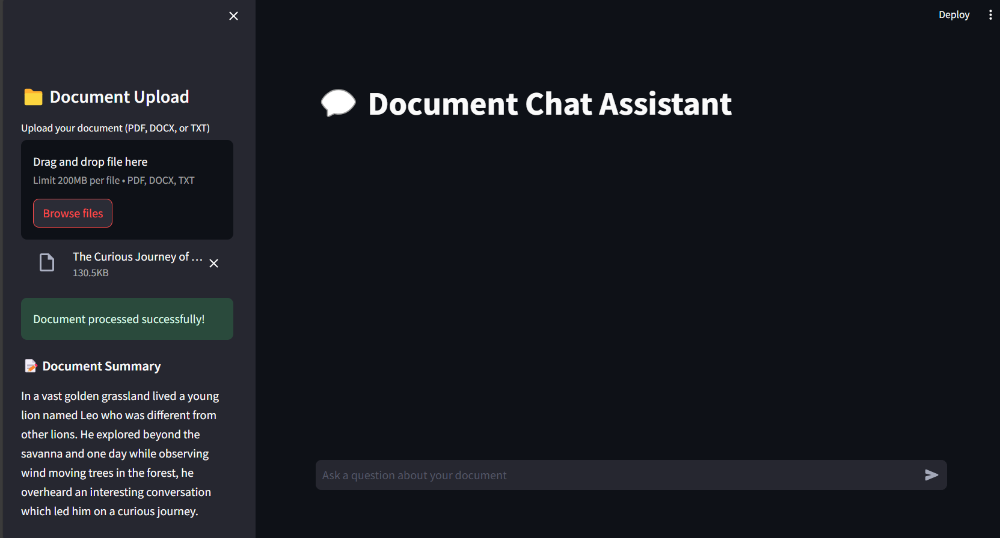 Deploy
Document Upload
Upload your document (PDF, DOCX, or TXT)
Drag and drop file here
Limit 200MB per file • PDF, DOCX, TXT
Browse files
The Curious Journey of ...
130.5KB
Document processed successfully!
Document Summary
In a vast golden grassland lived a young
lion named Leo who was different from
other lions. He explored beyond the
savanna and one day while observing
wind moving trees in the forest, he
overheard an interesting conversation
which led him on a curious journey.
Document Chat Assistant
Ask a question about your document